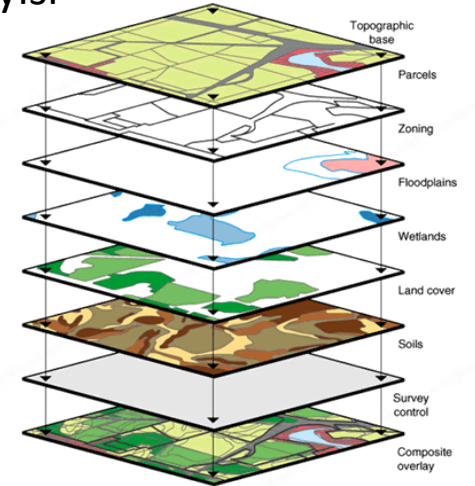 Topographic
base
Parcels
Zoning
Floodplains
Wetlands
Land cover
Soils
Survey
control
Composite
overlay